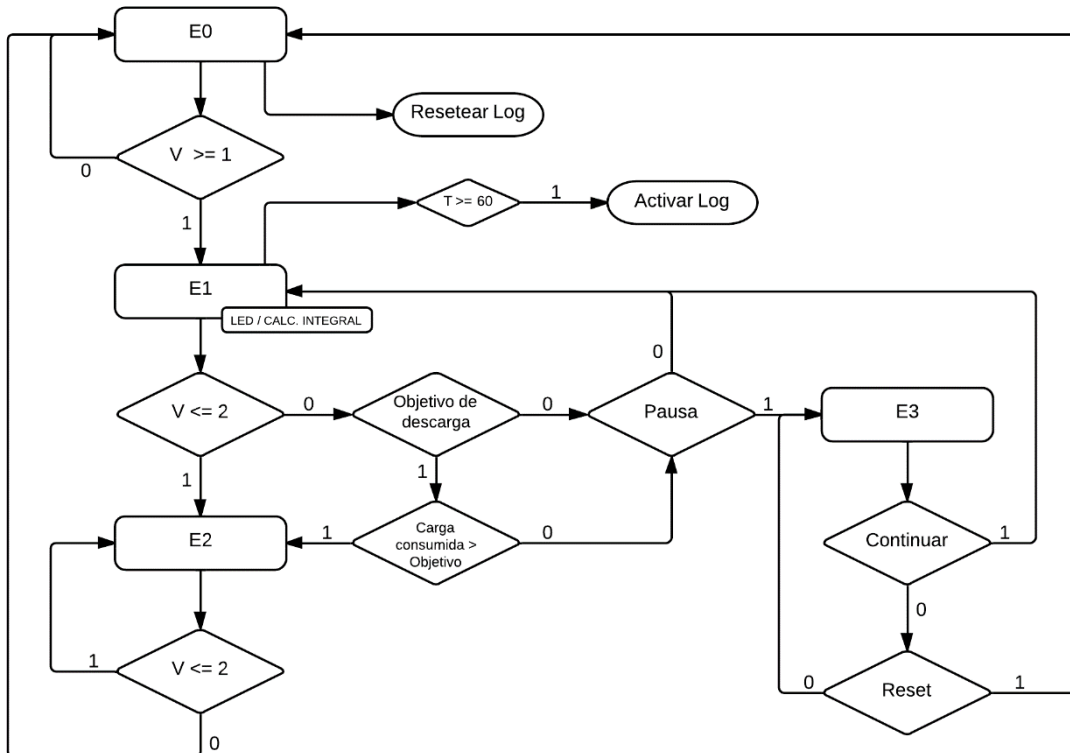 E0
Resetear Log
V >= 1
0
1
T >= 60
1
Activar Log
E1
LED / CALC. INTEGRAL
V <= 2
0
Objetivo de
descarga
0
0
Pausa
1
E3
1
1
E2
1
Carga
consumida >
Objetivo
0
Continuar
1
0
V <= 2
1
0
0
Reset
1